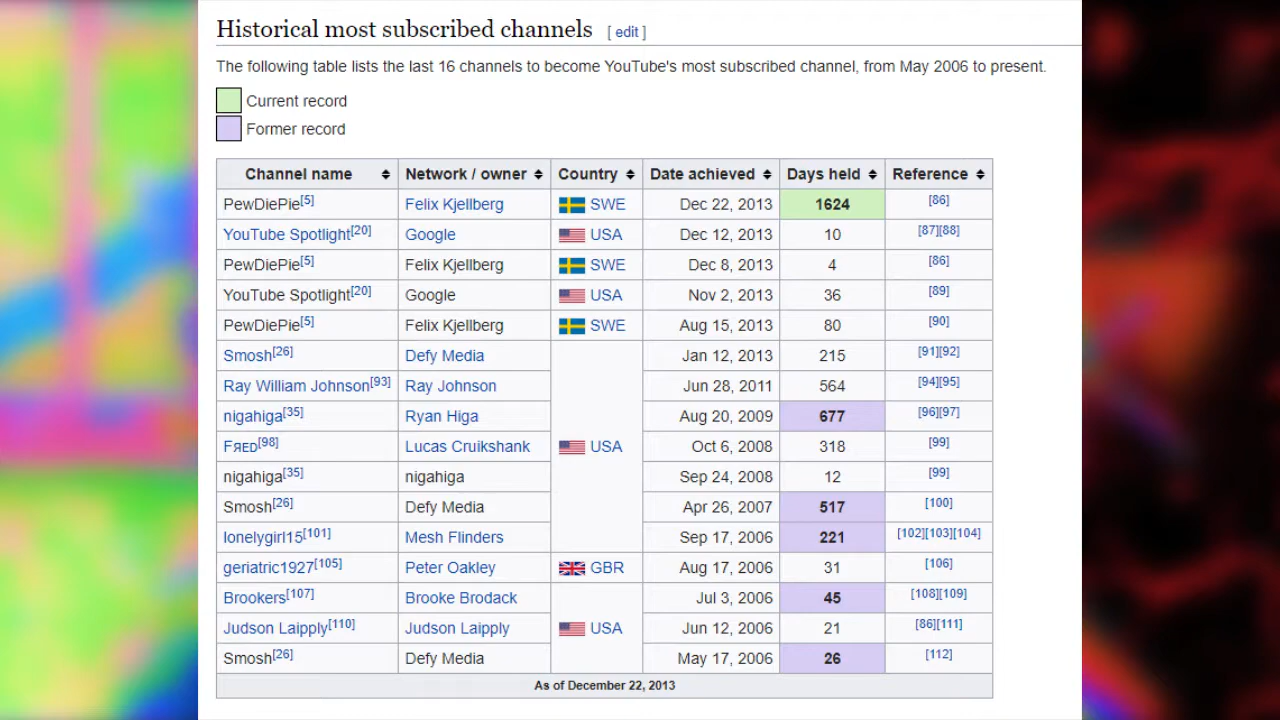 Historical most subscribed channels [ edit ]
The following table lists the last 16 channels to become YouTube's most subscribed channel, from May 2006 to present.
Current record
Former record
Channel name Network / owner Country Date achieved Days held Reference
PewDiePie[5] Felix Kjellberg SWE Dec 22, 2013 1624 [86]
YouTube Spotlight[20] Google USA Dec 12, 2013 10 [87][88]
PewDiePie[5] Felix Kjellberg SWE Dec 8, 2013 4 [86]
YouTube Spotlight[20] Google USA Nov 2, 2013 36 [89]
PewDiePie[5] Felix Kjellberg SWE Aug 15, 2013 80 [90]
Smosh[26] Defy Media Jan 12, 2013 215 [91][92]
Ray William Johnson[93] Ray Johnson Jun 28, 2011 564 [94][95]
nigahiga[35] Ryan Higa Aug 20, 2009 677 [96][97]
FЯED[98] Lucas Cruikshank USA Oct 6, 2008 318 [99]
nigahiga[35] nigahiga Sep 24, 2008 12 [99]
Smosh[26] Defy Media Apr 26, 2007 517 [100]
lonelygirl15[101] Mesh Flinders Sep 17, 2006 221 [102][103][104]
geriatric1927[105] Peter Oakley GBR Aug 17, 2006 31 [106]
Brookers[107] Brooke Brodack Jul 3, 2006 45 [108][109]
Judson Laipply[110] Judson Laipply USA Jun 12, 2006 21 [86][111]
Smosh[26] Defy Media May 17, 2006 26 [112]
As of December 22, 2013